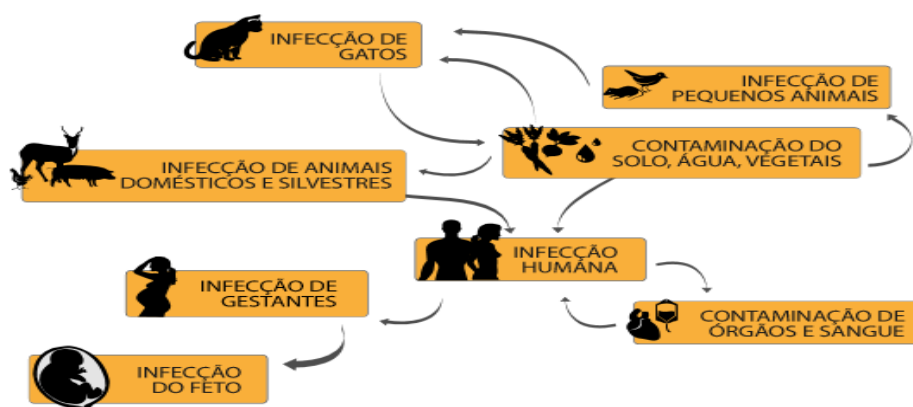 INFECÇÃO DE
GATOS
INFECÇÃO DE
PEQUENOS ANIMAIS
CONTAMINAÇÃO DO
SOLO, ÁGUA, VEGETAIS
INFECÇÃO DE ANIMAIS
DOMÉSTICOS E SILVESTRES
INFECÇÃO
HUMANA
INFECÇÃO DE
GESTANTES
CONTAMINAÇÃO DE
ÓRGÃOS E SANGUE
INFECÇÃO
DO FETO